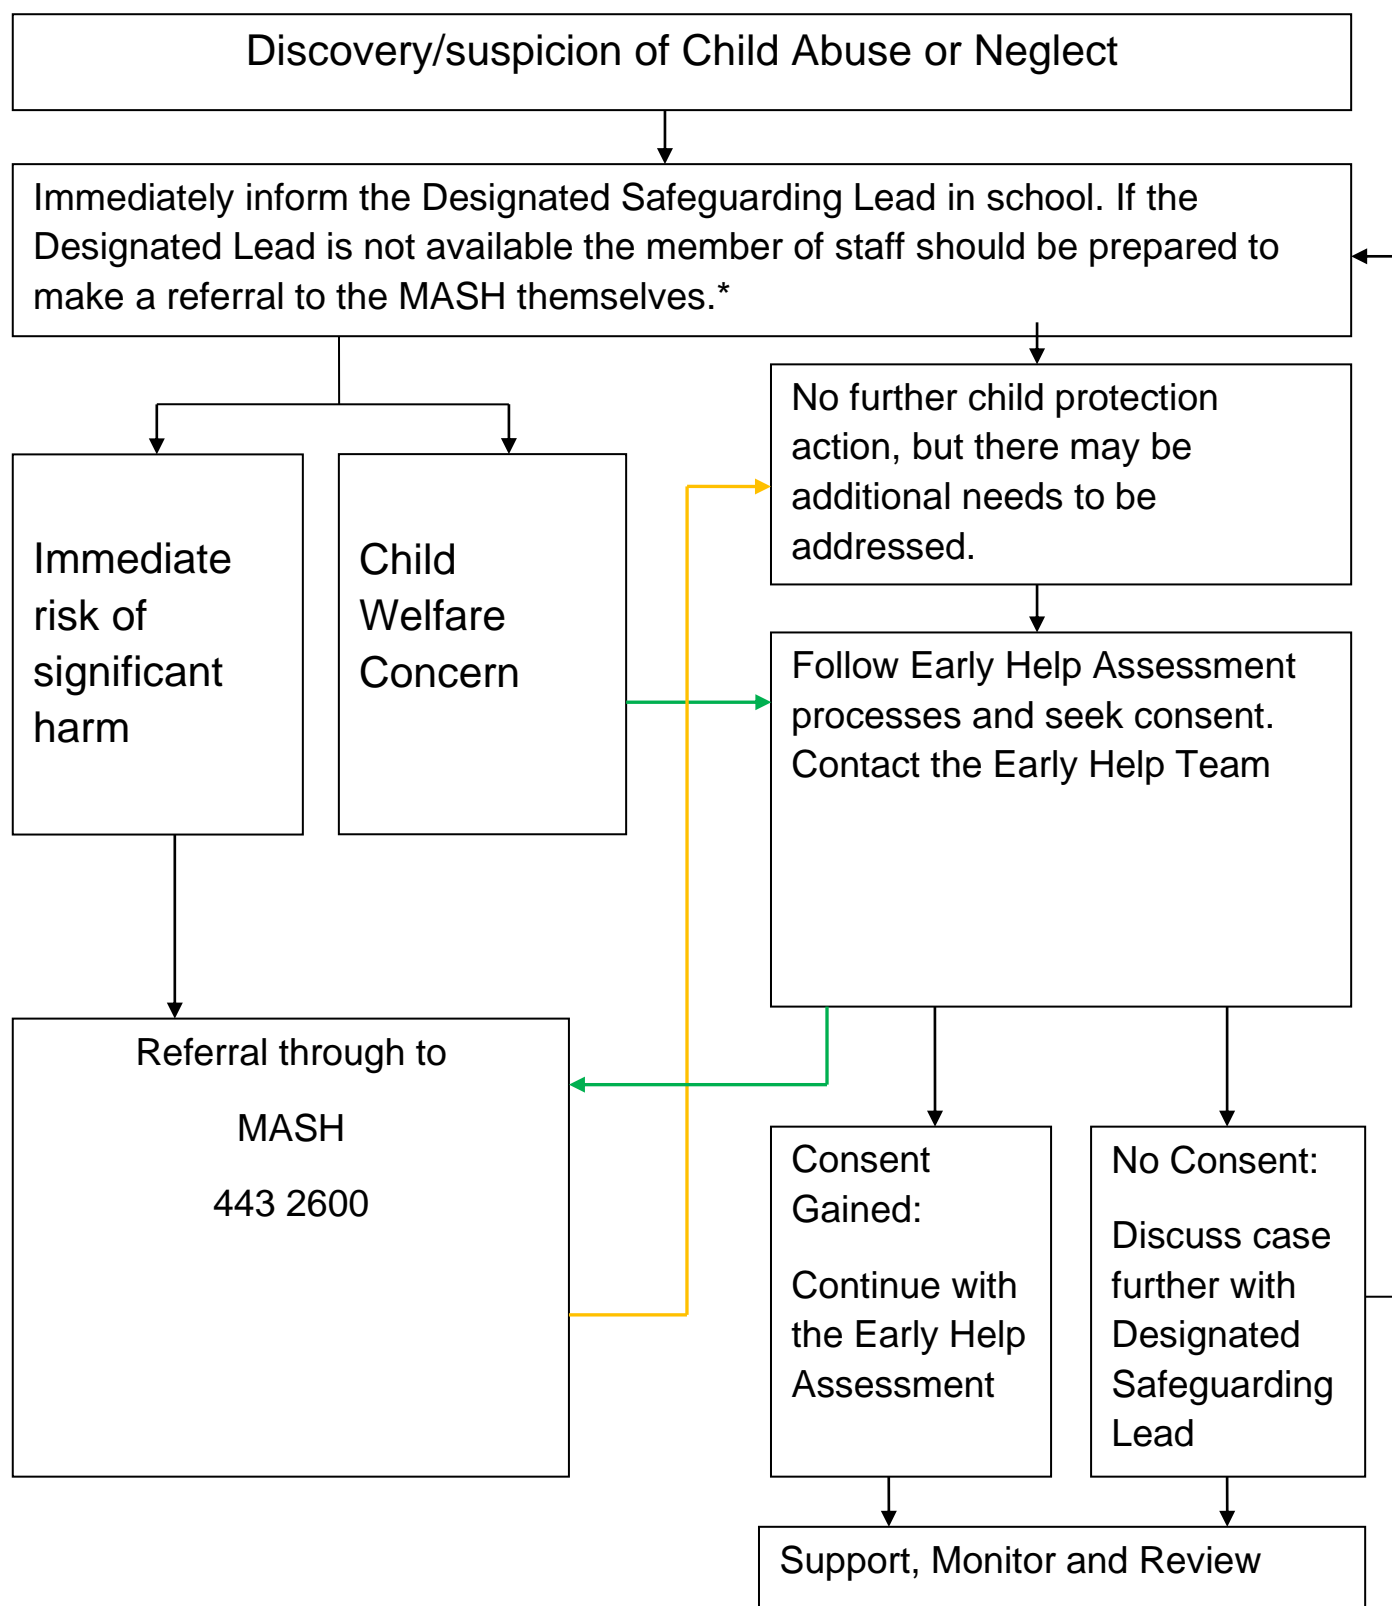 Discovery/suspicion of Child Abuse or Neglect
Immediately inform the Designated Safeguarding Lead in school. If the
Designated Lead is not available the member of staff should be prepared to
make a referral to the MASH themselves.*
No further child protection
action, but there may be
additional needs to be
addressed.
Immediate
risk of
significant
harm
Child
Welfare
Concern
Follow Early Help Assessment
processes and seek consent.
Contact the Early Help Team
Referral through to
MASH
443 2600
Consent
Gained:
Continue with
the Early Help
Assessment
No Consent:
Discuss case
further with
Designated
Safeguarding
Lead
Support, Monitor and Review